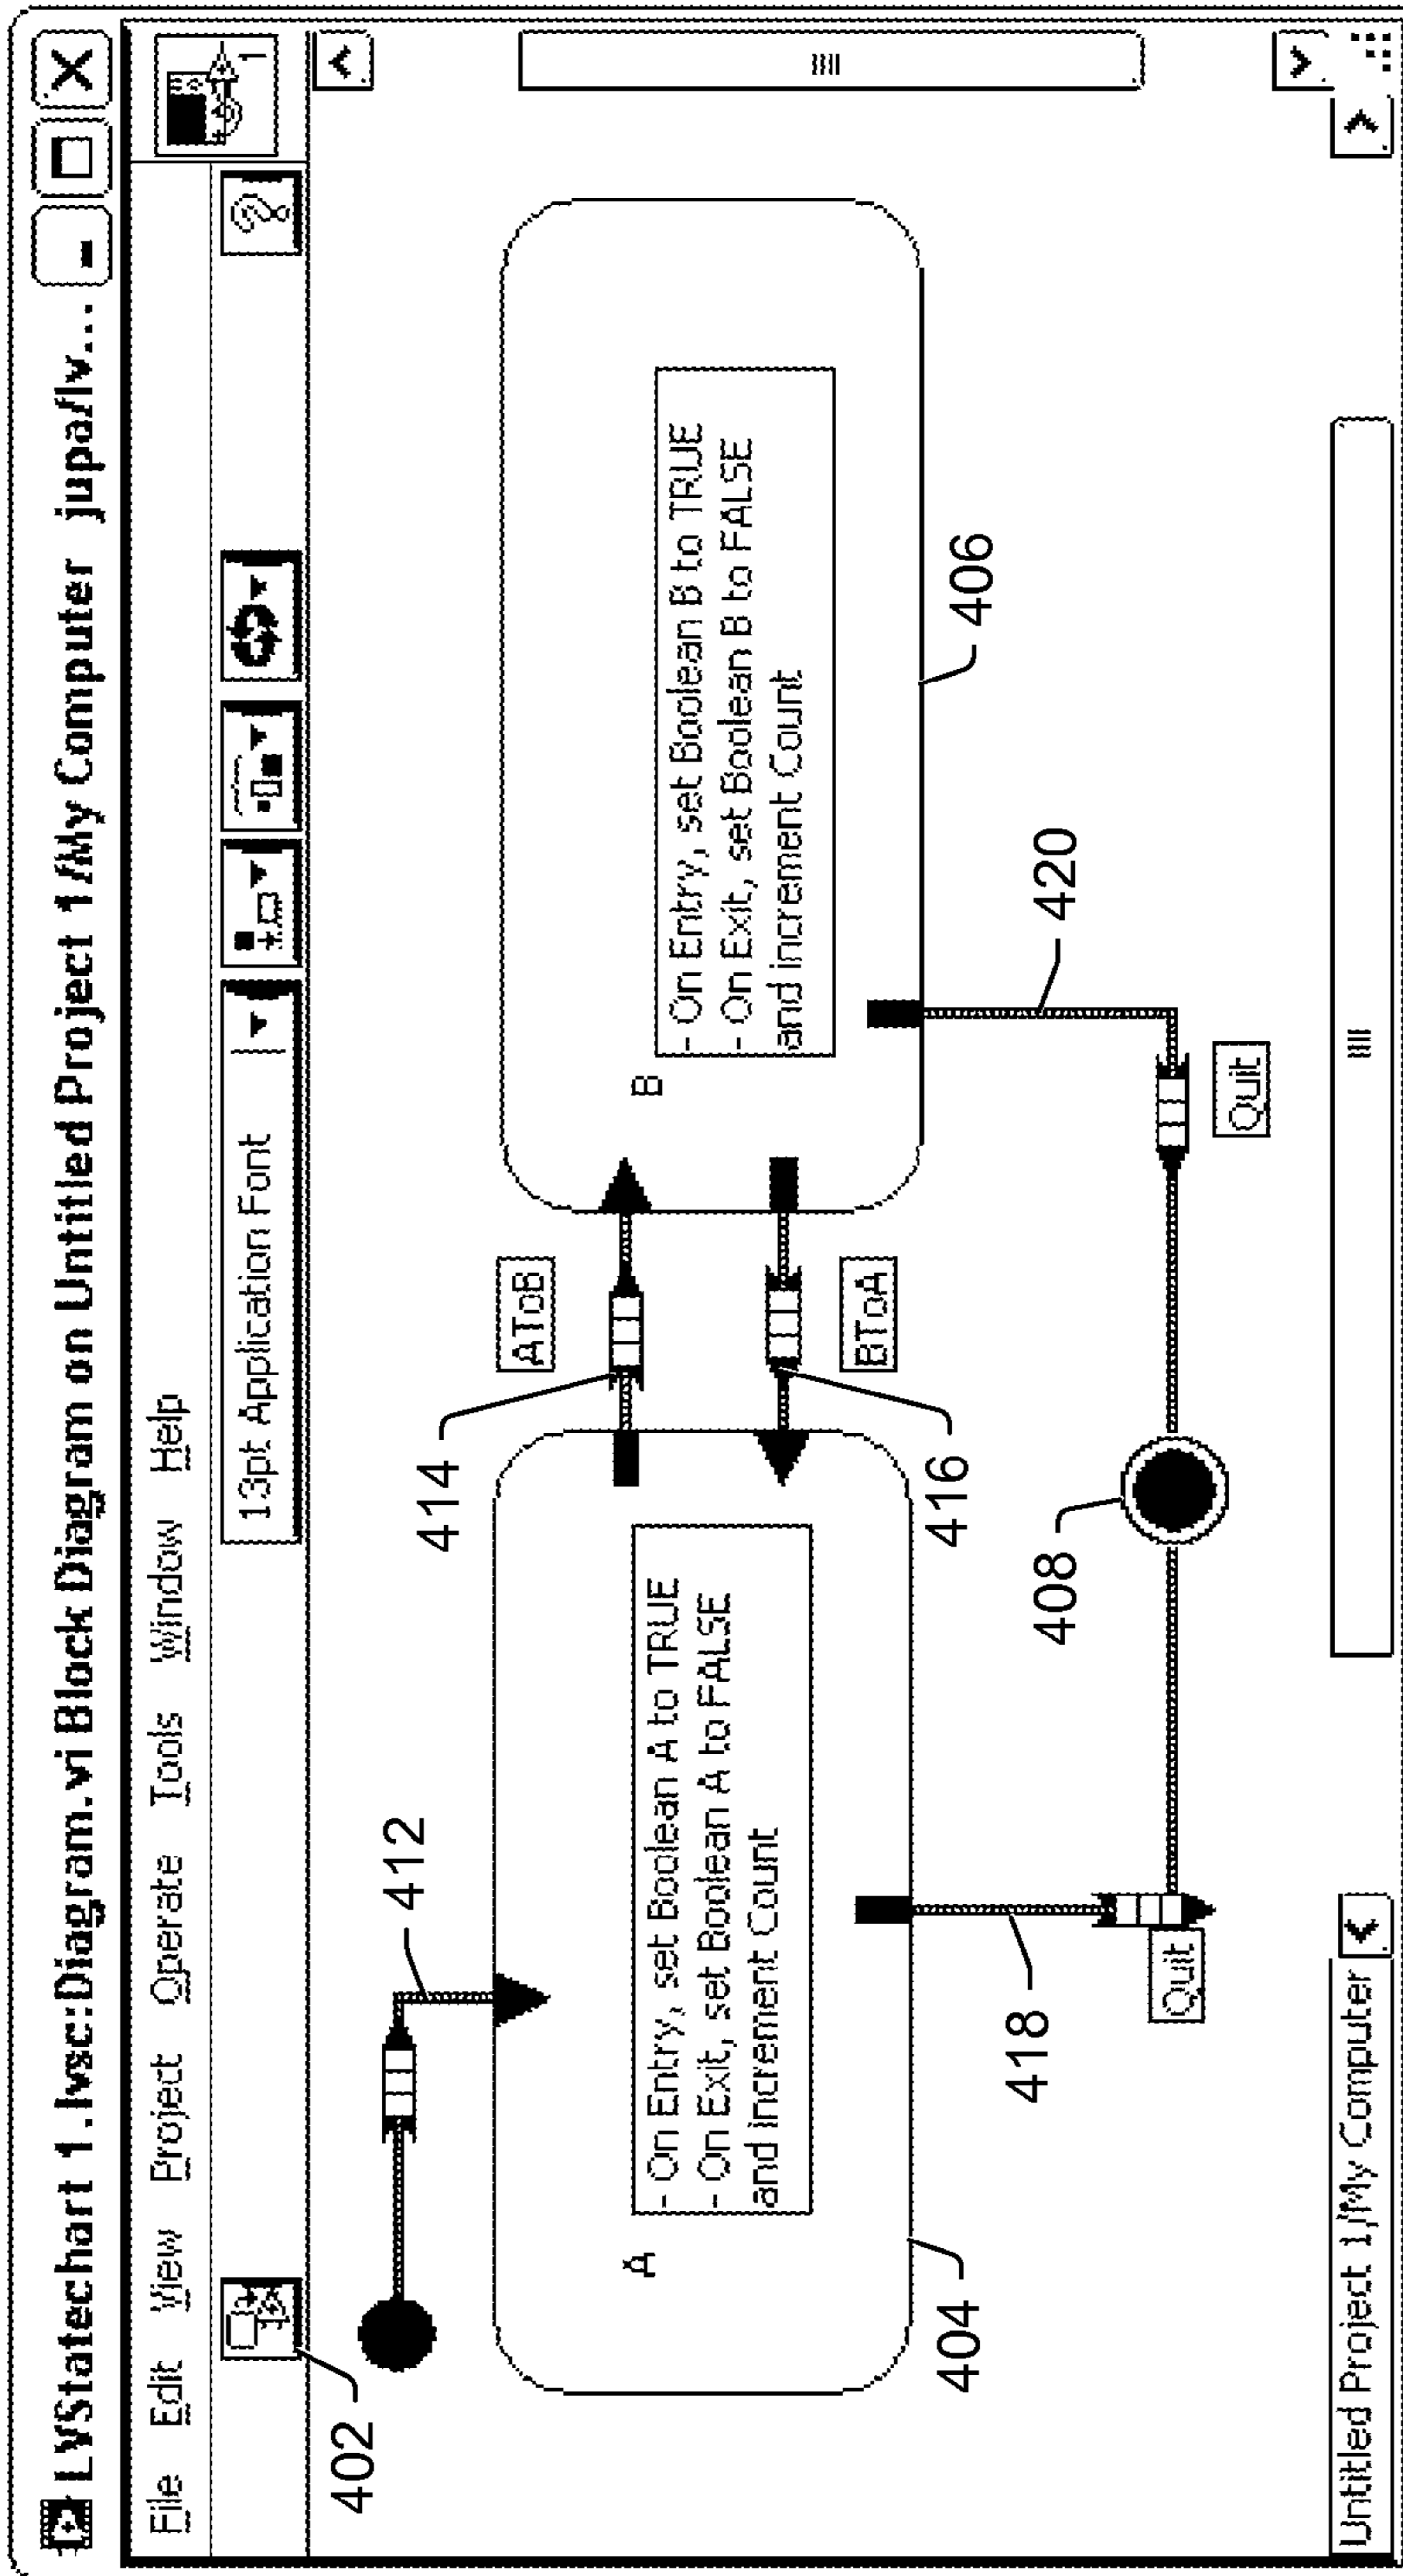 LVStatechart 1.lvsc:Diagram.vi Block Diagram on Untitled Project 1/My Computer jupa/lv...
File Edit View Project Operate Tools Window Help
13pt Application Font
1
402
412
414
AToB
A
- On Entry, set Boolean A to TRUE
- On Exit, set Boolean A to FALSE
and increment Count
B
- On Entry, set Boolean B to TRUE
- On Exit, set Boolean B to FALSE
and increment Count
BToA
416
404
406
418
408
420
Quit
Quit
Untitled Project 1/My Computer